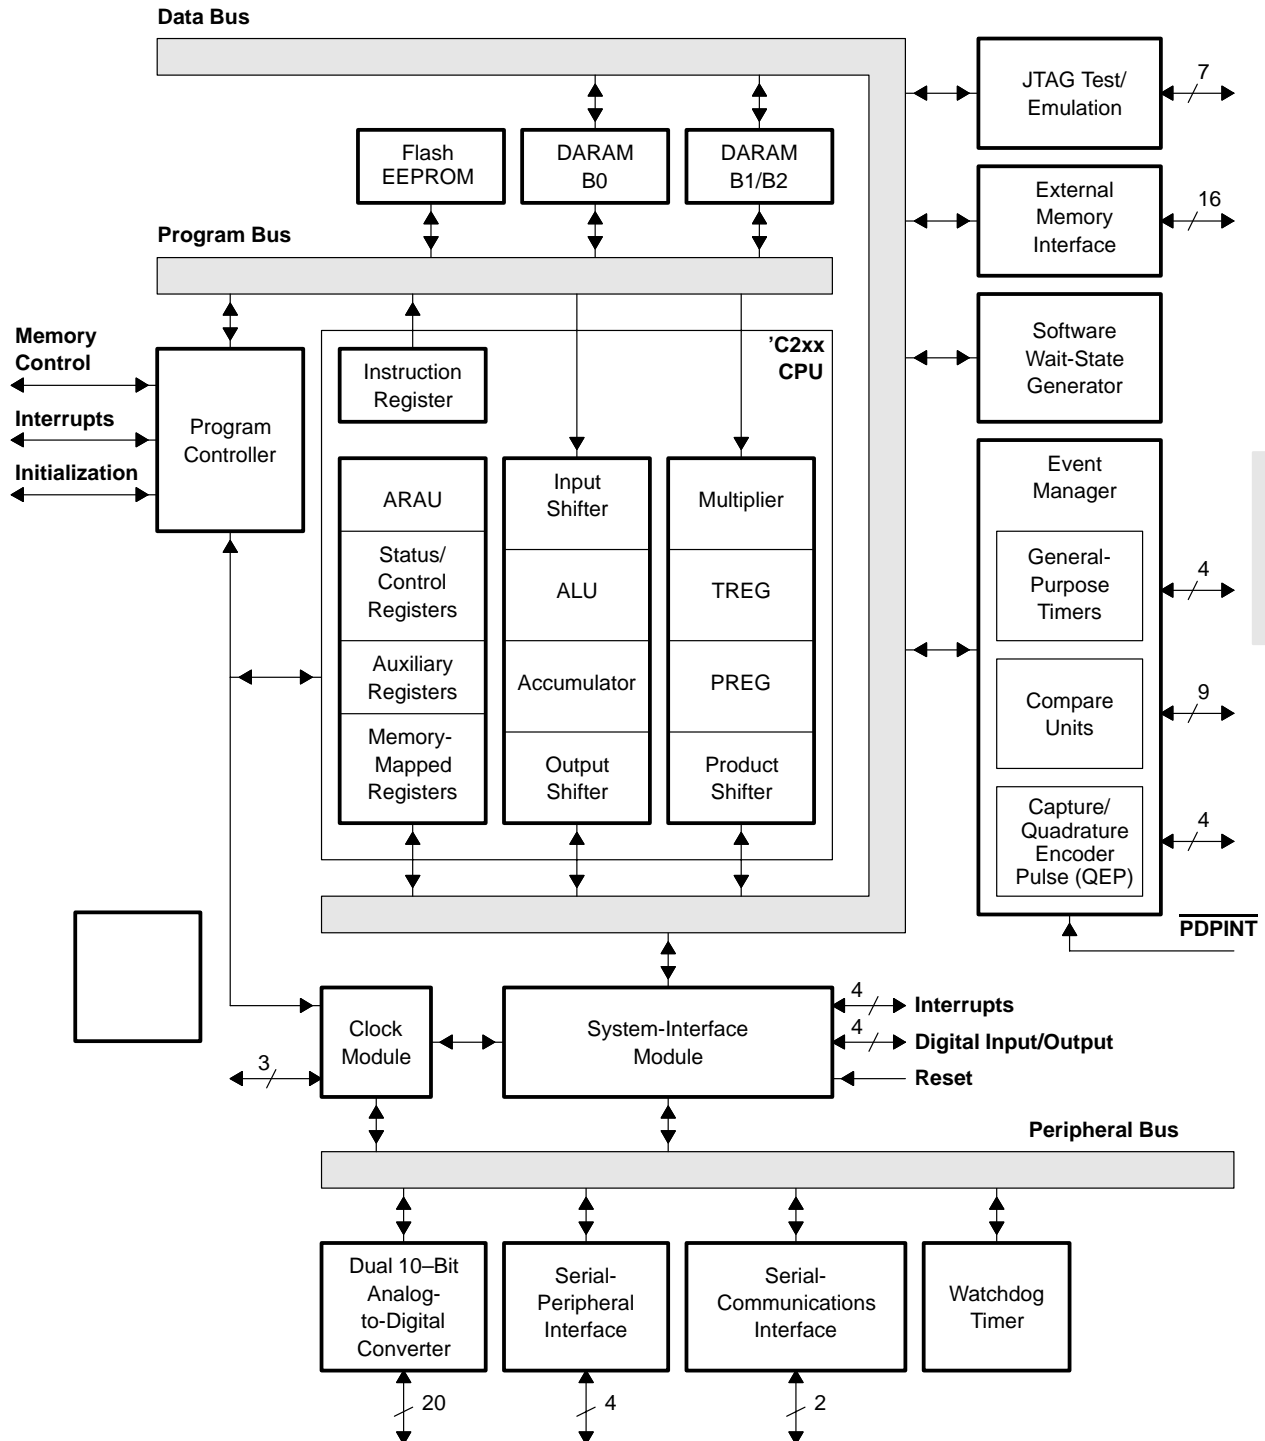 Data Bus
JTAG Test/
Emulation
7
Flash
EEPROM
DARAM
B0
DARAM
B1/B2
External
Memory
Interface
16
Program Bus
Memory
Control
Interrupts
Initialization
Program
Controller
'C2xx
CPU
Instruction
Register
Software
Wait-State
Generator
ARAU
Status/
Control
Registers
Auxiliary
Registers
Memory-
Mapped
Registers
Input
Shifter
ALU
Accumulator
Output
Shifter
Multiplier
TREG
PREG
Product
Shifter
Event
Manager
General-
Purpose
Timers
4
Compare
Units
9
Capture/
Quadrature
Encoder
Pulse (QEP)
4
PDPINT
Clock
Module
3
System-Interface
Module
4
Interrupts
4
Digital Input/Output
Reset
Peripheral Bus
Dual 10–Bit
Analog-
to-Digital
Converter
20
Serial-
Peripheral
Interface
4
Serial-
Communications
Interface
2
Watchdog
Timer